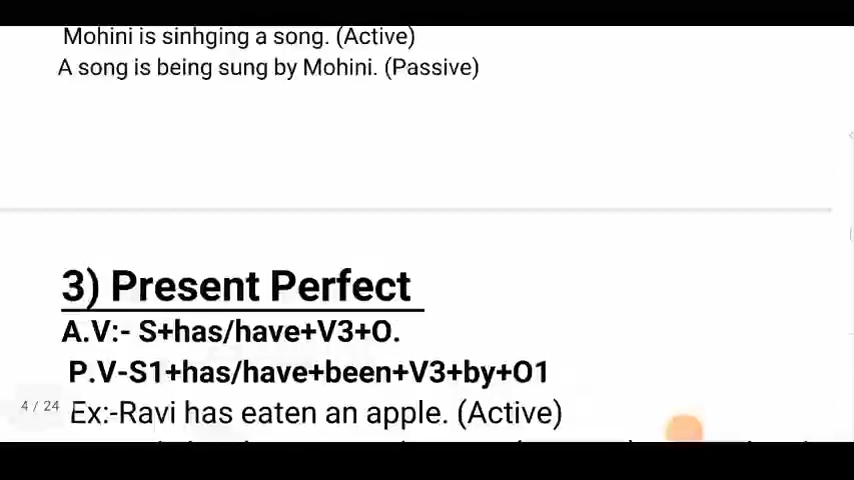 Mohini is sinhging a song. (Active)
A song is being sung by Mohini. (Passive)
3) Present Perfect
A.V:- S+has/have+V3+O.
P.V-S1+has/have+been+V3+by+O1
4 / 24
Ex:-Ravi has eaten an apple. (Active)